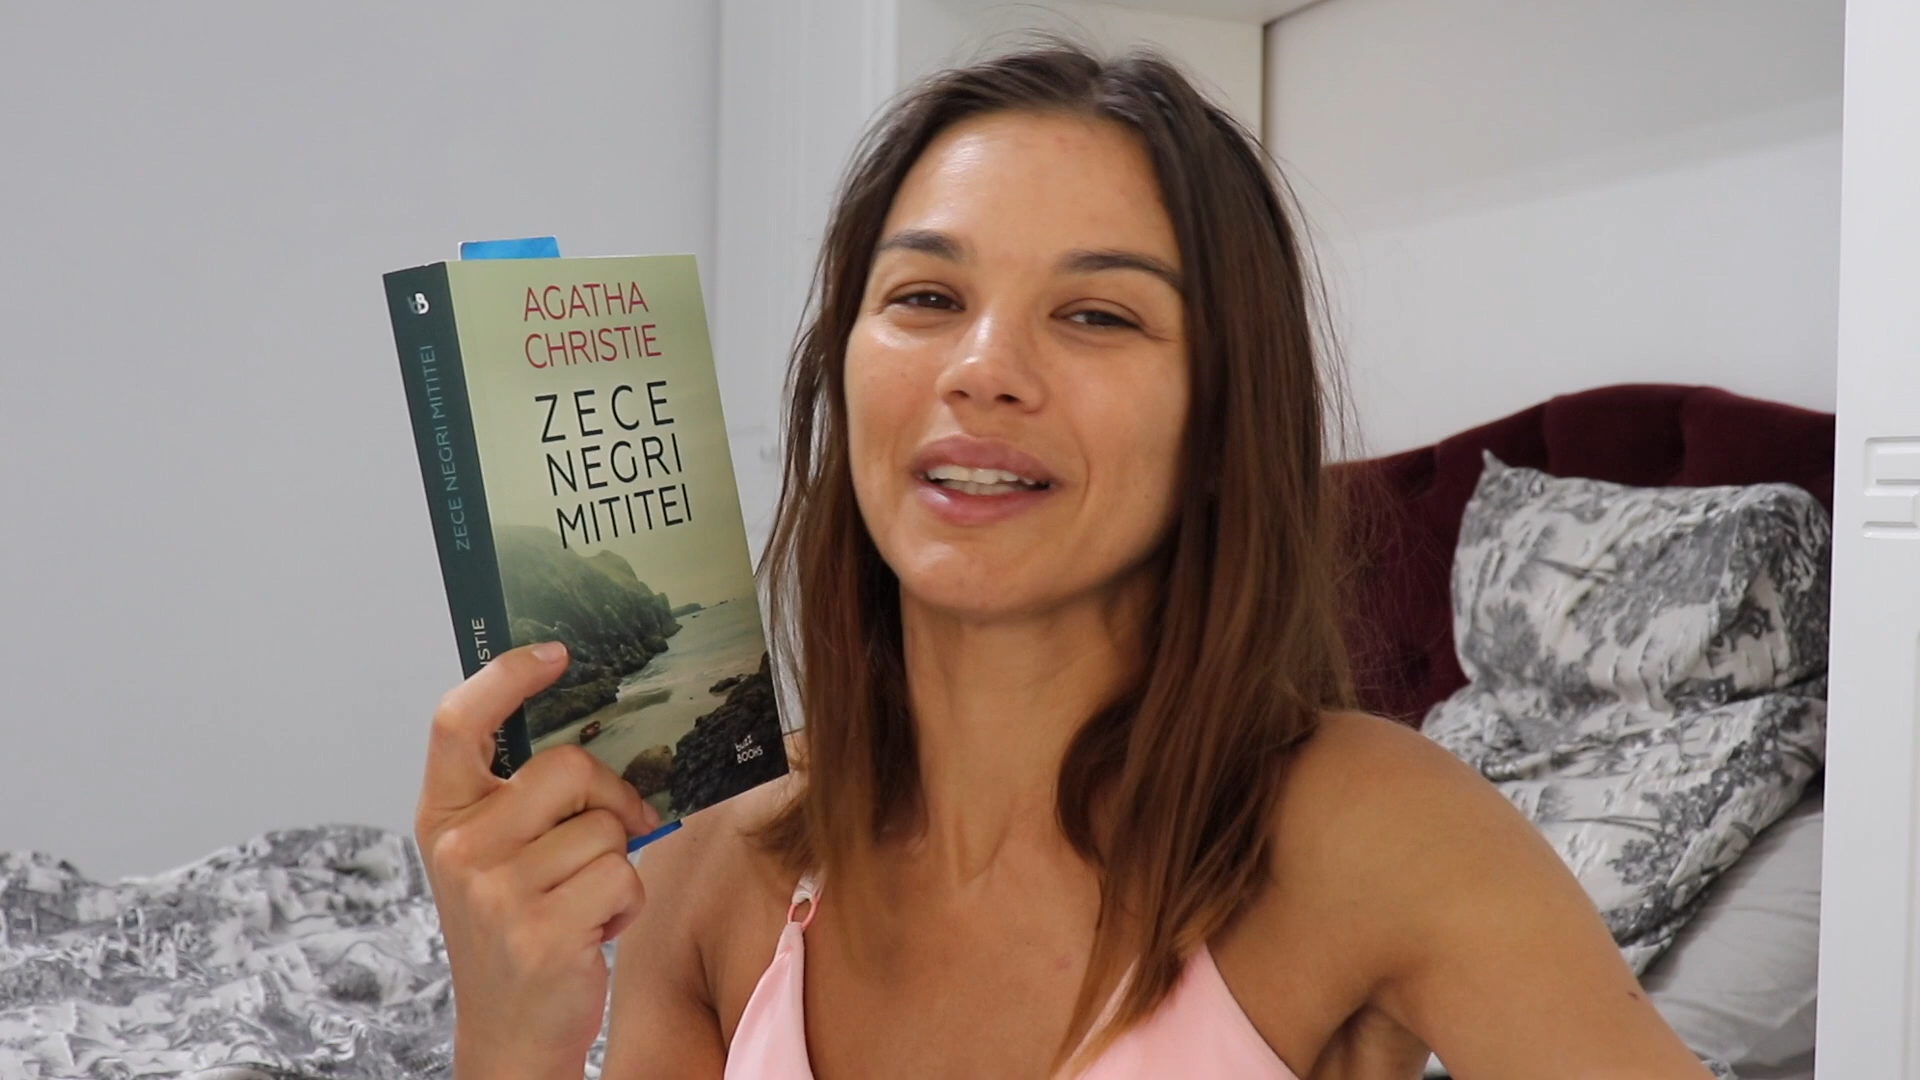 AGATHA
CHRISTIE
ZECE
NEGRI
MITITEI
buzz
BOOKS
ZECE NEGRI MITITEI